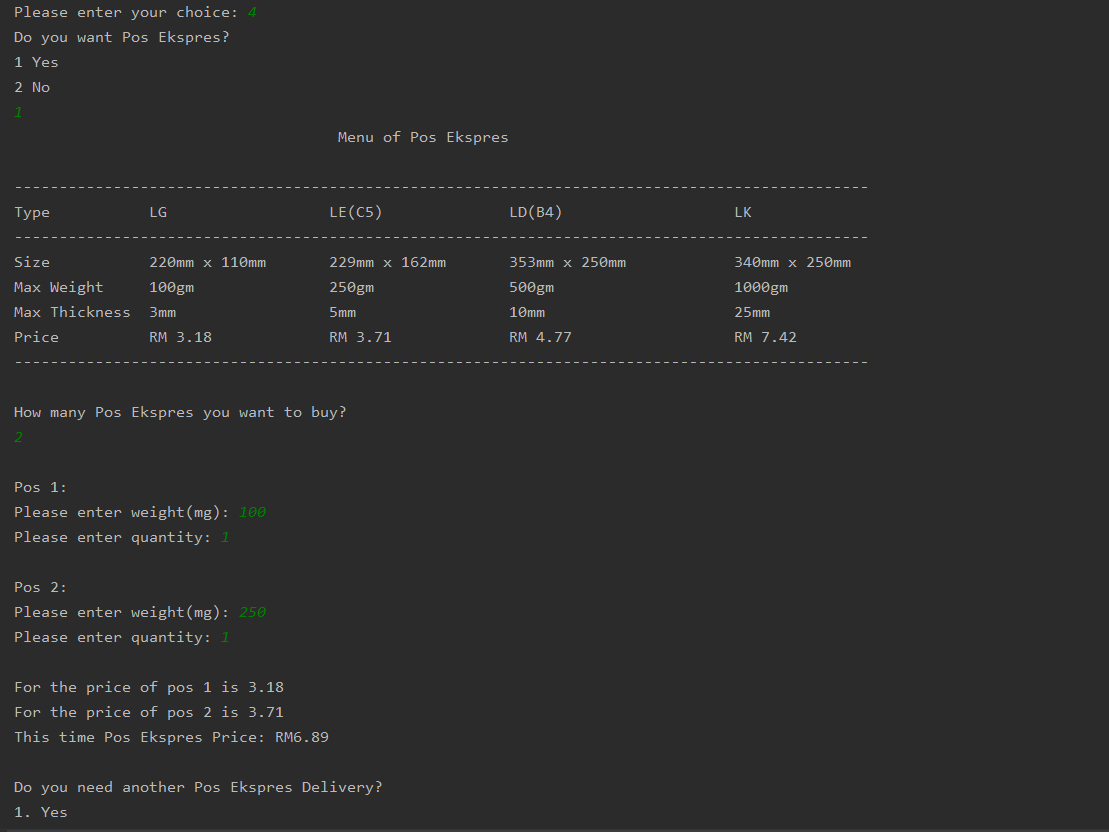 Please enter your choice: 4
Do you want Pos Ekspres?
1 Yes
2 No
1
Menu of Pos Ekspres
-----------------------------------------------------------------------------------------------
Type LG LE(C5) LD(B4) LK
-----------------------------------------------------------------------------------------------
Size 220mm x 110mm 229mm x 162mm 353mm x 250mm 340mm x 250mm
Max Weight 100gm 250gm 500gm 1000gm
Max Thickness 3mm 5mm 10mm 25mm
Price RM 3.18 RM 3.71 RM 4.77 RM 7.42
-----------------------------------------------------------------------------------------------
How many Pos Ekspres you want to buy?
2
Pos 1:
Please enter weight(mg): 100
Please enter quantity: 1
Pos 2:
Please enter weight(mg): 250
Please enter quantity: 1
For the price of pos 1 is 3.18
For the price of pos 2 is 3.71
This time Pos Ekspres Price: RM6.89
Do you need another Pos Ekspres Delivery?
1. Yes